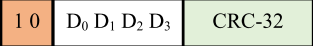 1 0 D₀ D₁ D₂ D₃ CRC-32